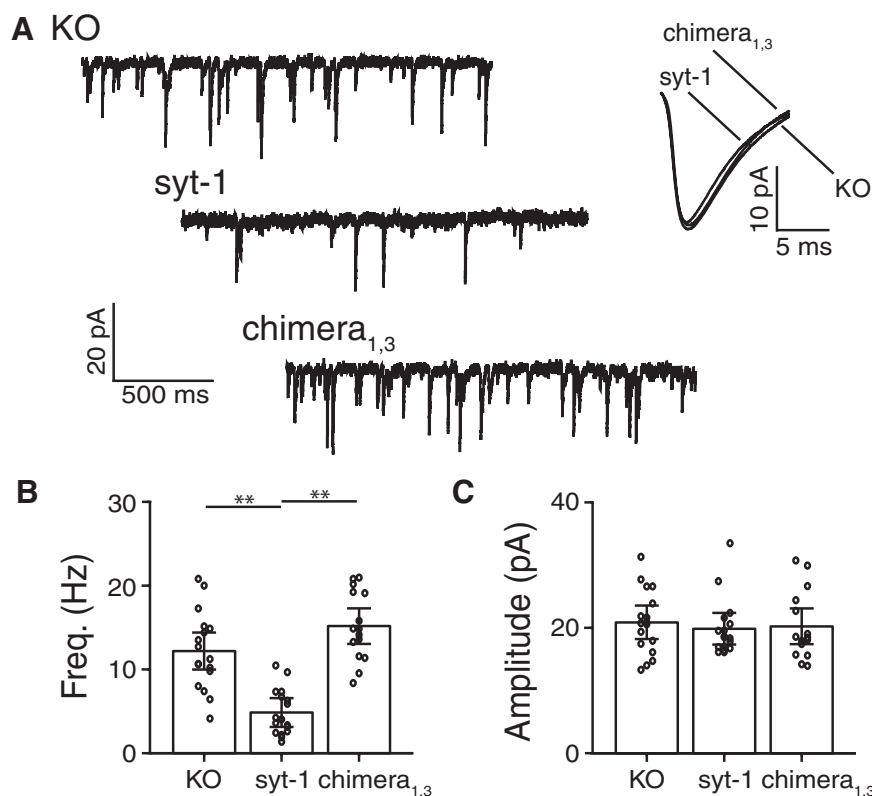 A KO
chimera1,3
syt-1
KO
10 pA
5 ms
syt-1
20 pA
500 ms
chimera1,3
B
Freq. (Hz)
30
20
10
0
** **
KO syt-1 chimera1,3
C
Amplitude (pA)
40
20
0
KO syt-1 chimera1,3